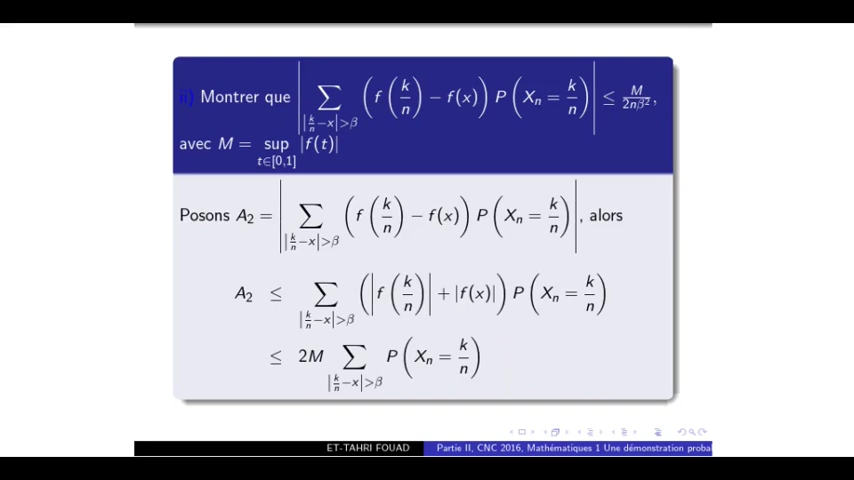 ii) Montrer que |∑_{|k/n−x|>β} (f(k/n) − f(x)) P(X_n = k/n)| ≤ M/2nβ²,
avec M = sup_{t∈[0,1]} |f(t)|
Posons A₂ = |∑_{|k/n−x|>β} (f(k/n) − f(x)) P(X_n = k/n)|, alors
A₂ ≤ ∑_{|k/n−x|>β} (|f(k/n)| + |f(x)|) P(X_n = k/n)
≤ 2M ∑_{|k/n−x|>β} P(X_n = k/n)
ET-TAHRI FOUAD Partie II, CNC 2016, Mathématiques 1 Une démonstration proba